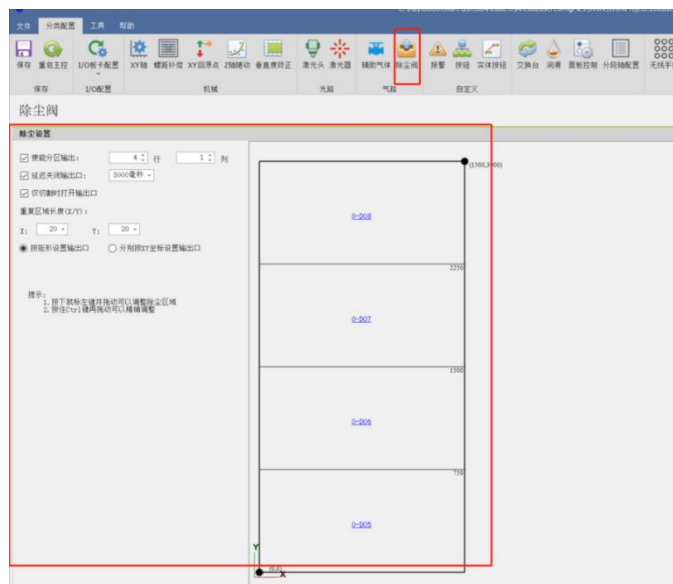 文件 分类配置 工具 帮助
保存 重启主控 I/O板卡配置 XY轴 螺距补偿 XY回原点 Z轴随动 垂直度矫正 激光头 激光器 辅助气体 除尘阀 报警 按钮 实体按钮 交换台 润滑 面板控制 分段轴配置 无线手
保存 I/O配置 机械 光路 气路 自定义
除尘阀
除尘设置
使能分区输出: 4 行 1 列
延迟关闭输出口: 3000毫秒
仅切割时打开输出口
重复区域长度(X/Y):
X: 20 Y: 20
按矩形设置输出口 分别按XY坐标设置输出口
提示:
1. 按下鼠标左键并拖动可以调整除尘区域
2. 按住Ctrl键再拖动可以精确调整
(1500,3000)
0-DO8
2250
0-DO7
1500
0-DO6
750
0-DO5
Y
(0,0)
X